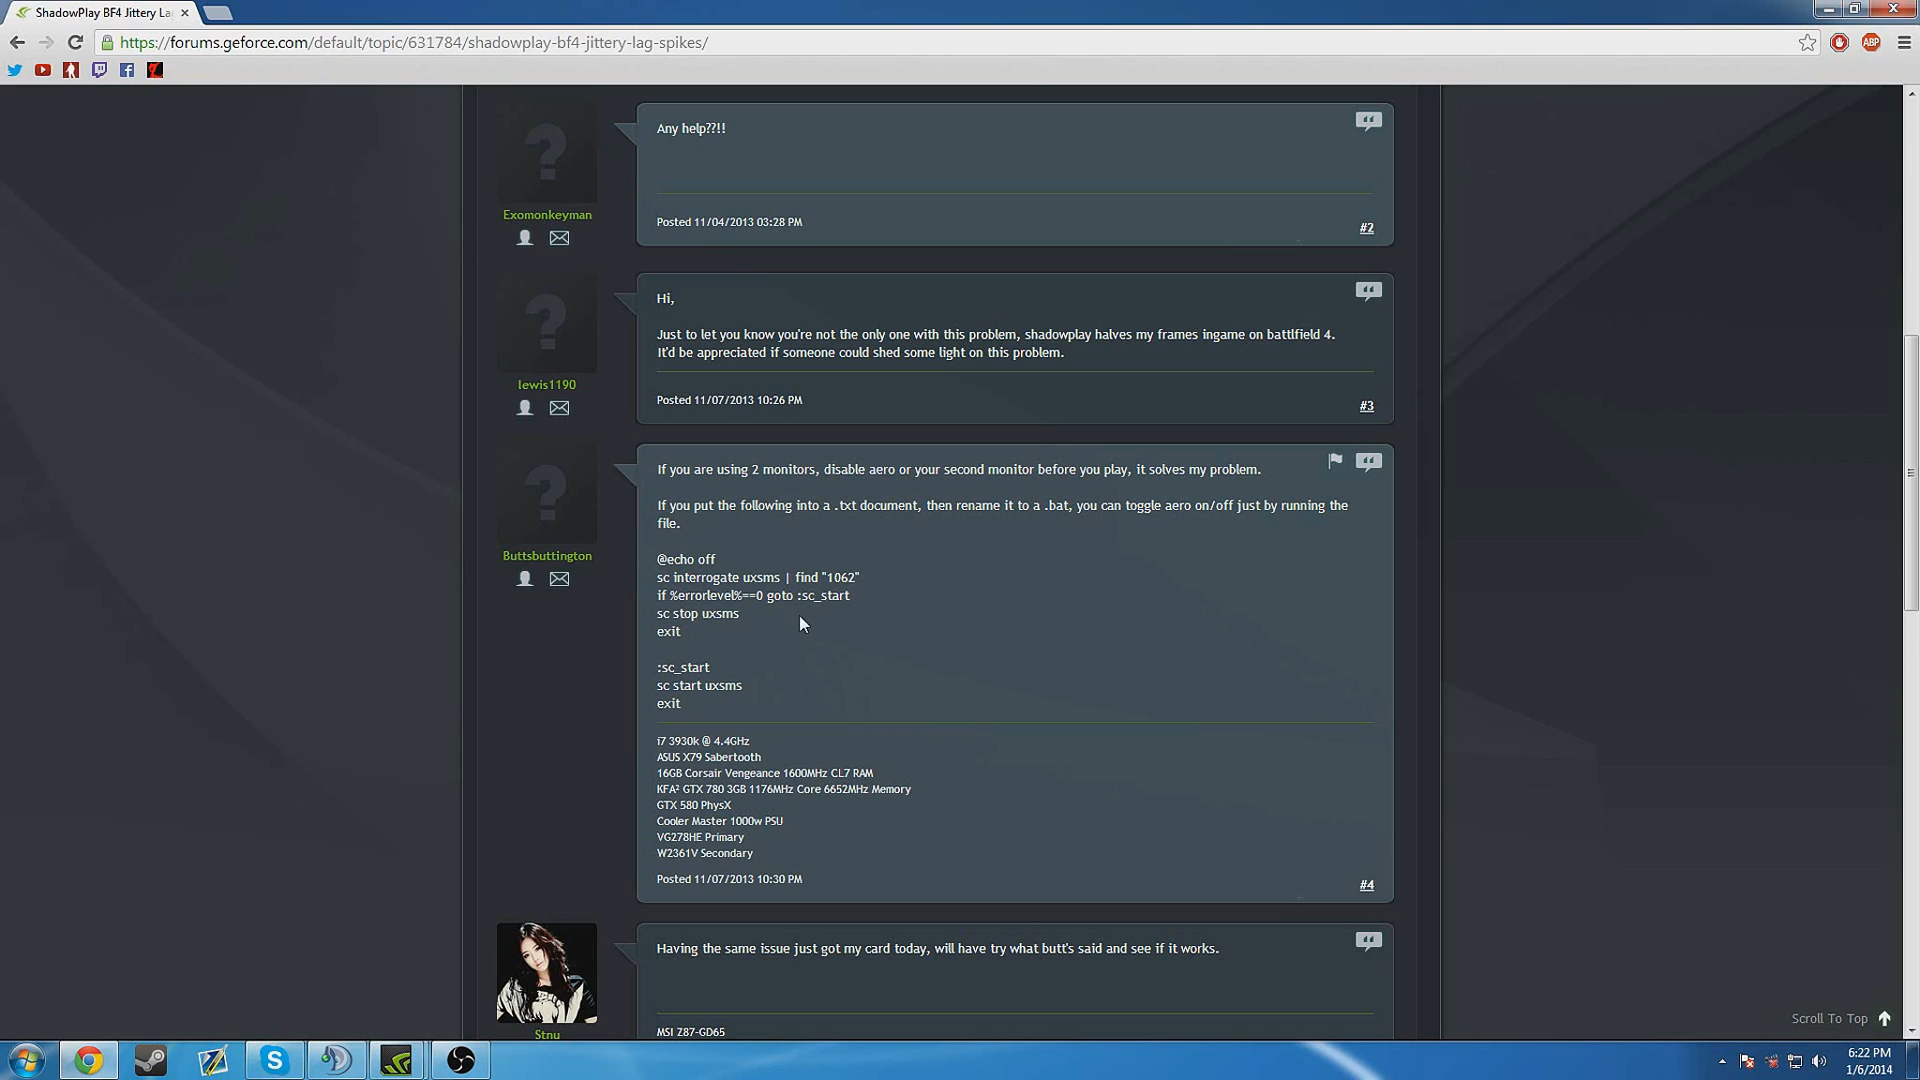 ShadowPlay BF4 Jittery La
https://forums.geforce.com/default/topic/631784/shadowplay-bf4-jittery-lag-spikes/
ABP
Any help??!!
Posted 11/04/2013 03:28 PM
#2
Exomonkeyman
Hi,
Just to let you know you're not the only one with this problem, shadowplay halves my frames ingame on battlfield 4.
It'd be appreciated if someone could shed some light on this problem.
lewis1190
Posted 11/07/2013 10:26 PM
#3
If you are using 2 monitors, disable aero or your second monitor before you play, it solves my problem.
If you put the following into a .txt document, then rename it to a .bat, you can toggle aero on/off just by running the
file.
Buttsbuttington
@echo off
sc interrogate uxsms | find "1062"
if %errorlevel%==0 goto :sc_start
sc stop uxsms
exit
:sc_start
sc start uxsms
exit
i7 3930k @ 4.4GHz
ASUS X79 Sabertooth
16GB Corsair Vengeance 1600MHz CL7 RAM
KFA² GTX 780 3GB 1176MHz Core 6652MHz Memory
GTX 580 PhysX
Cooler Master 1000w PSU
VG278HE Primary
W2361V Secondary
Posted 11/07/2013 10:30 PM
#4
Having the same issue just got my card today, will have try what butt's said and see if it works.
Stnu
MSI Z87-GD65
Scroll To Top
6:22 PM
1/6/2014